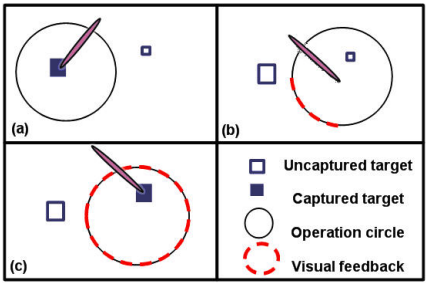 (a)
(b)
(c)
Uncaptured target
Captured target
Operation circle
Visual feedback